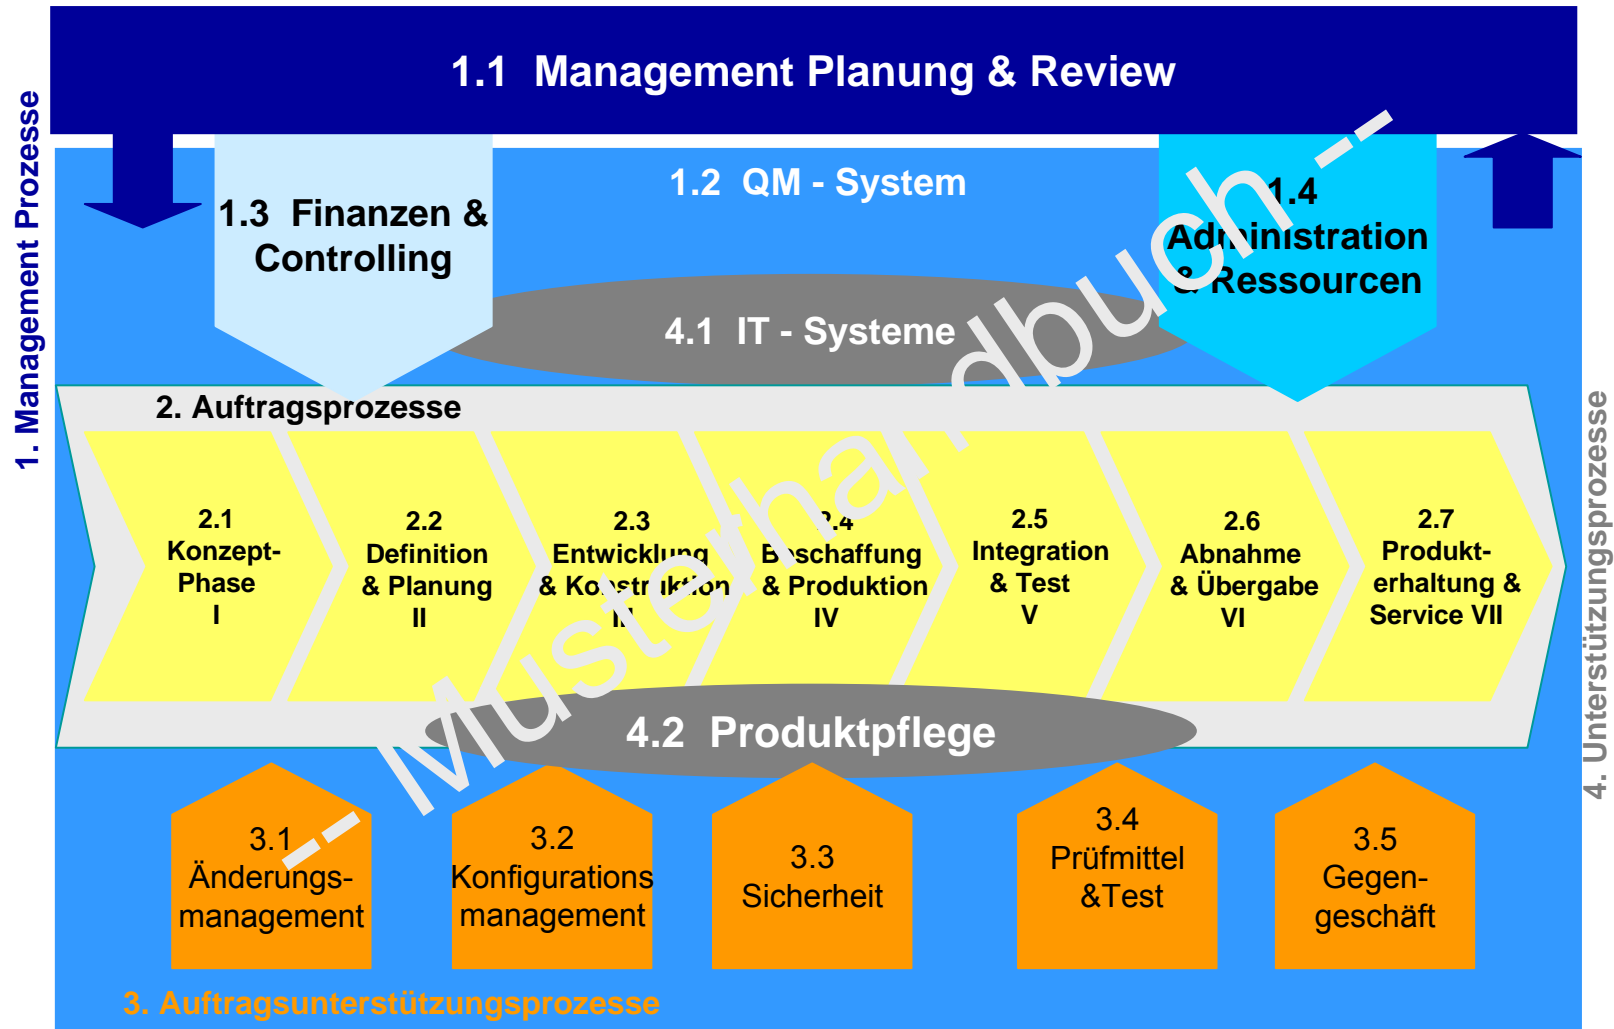 1.1 Management Planung & Review
1. Management Prozesse
1.2 QM - System
1.3 Finanzen &
Controlling
1.4
Administration
& Ressourcen
4.1 IT - Systeme
2. Auftragsprozesse
2.1
Konzept-
Phase
I
2.2
Definition
& Planung
II
2.3
Entwicklung
& Konstruktion
III
2.4
Beschaffung
& Produktion
IV
2.5
Integration
& Test
V
2.6
Abnahme
& Übergabe
VI
2.7
Produkt-
erhaltung &
Service VII
4.2 Produktpflege
3.1
Änderungs-
management
3.2
Konfigurations
management
3.3
Sicherheit
3.4
Prüfmittel
&Test
3.5
Gegen-
geschäft
3. Auftragsunterstützungsprozesse
4. Unterstützungsprozesse
-- Musterhandbuch --